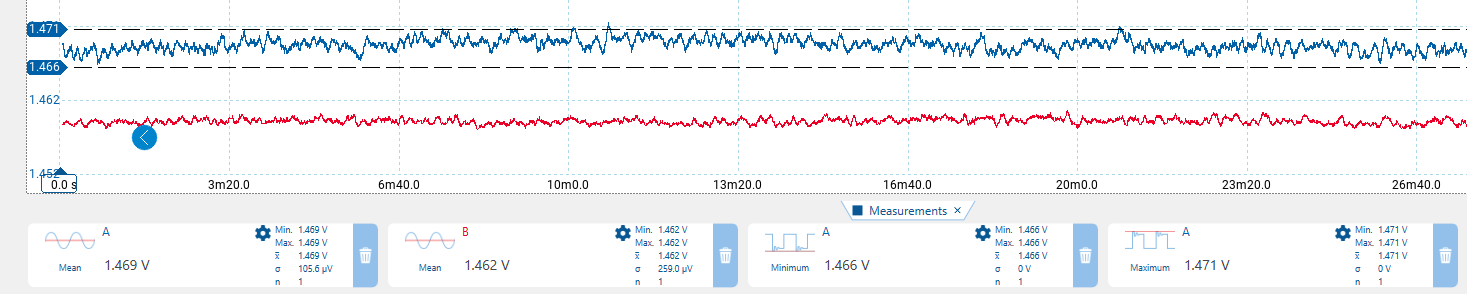 1.471
1.466
1.462
1.452
0.0 s 3m20.0 6m40.0 10m0.0 13m20.0 16m40.0 20m0.0 23m20.0 26m40.0
Measurements ×
A
Mean 1.469 V
Min. 1.469 V
Max. 1.469 V
x̄ 1.469 V
σ 105.6 µV
n 1
B
Mean 1.462 V
Min. 1.462 V
Max. 1.462 V
x̄ 1.462 V
σ 259.0 µV
n 1
A
Minimum 1.466 V
Min. 1.466 V
Max. 1.466 V
x̄ 1.466 V
σ 0 V
n 1
A
Maximum 1.471 V
Min. 1.471 V
Max. 1.471 V
x̄ 1.471 V
σ 0 V
n 1